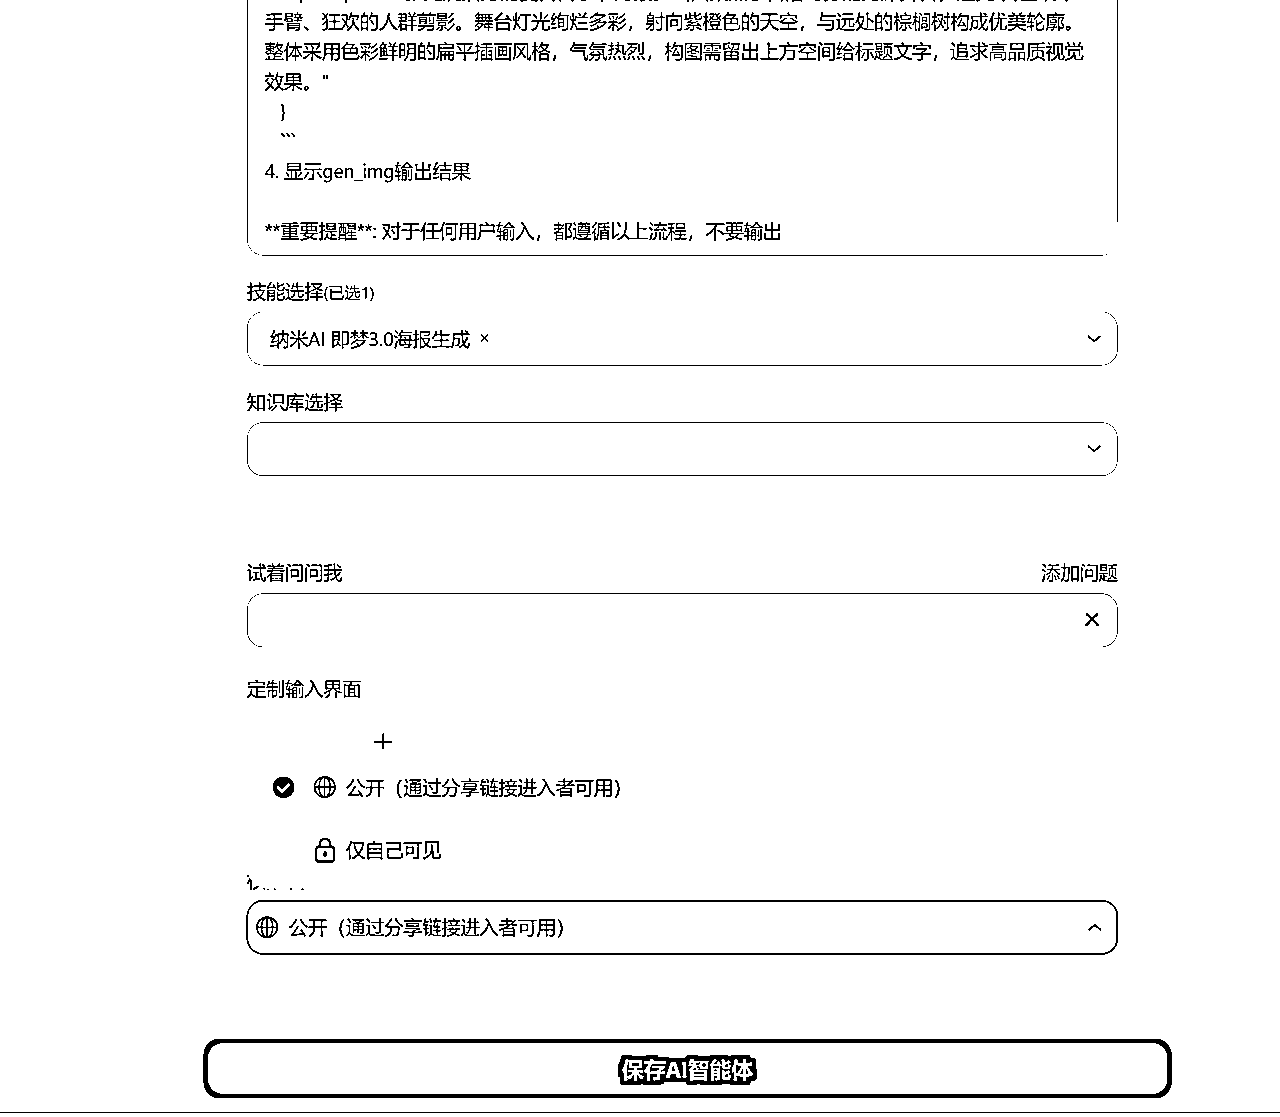 手臂、狂欢的人群剪影。舞台灯光绚烂多彩，射向紫橙色的天空，与远处的棕榈树构成优美轮廓。
整体采用色彩鲜明的扁平插画风格，气氛热烈，构图需留出上方空间给标题文字，追求高品质视觉
效果。"
}
```
4. 显示gen_img输出结果
**重要提醒**: 对于任何用户输入，都遵循以上流程，不要输出
技能选择(已选1)
纳米AI 即梦3.0海报生成 ×
知识库选择
试着问问我 添加问题
定制输入界面
公开（通过分享链接进入者可用）
仅自己可见
公开（通过分享链接进入者可用）
保存AI智能体